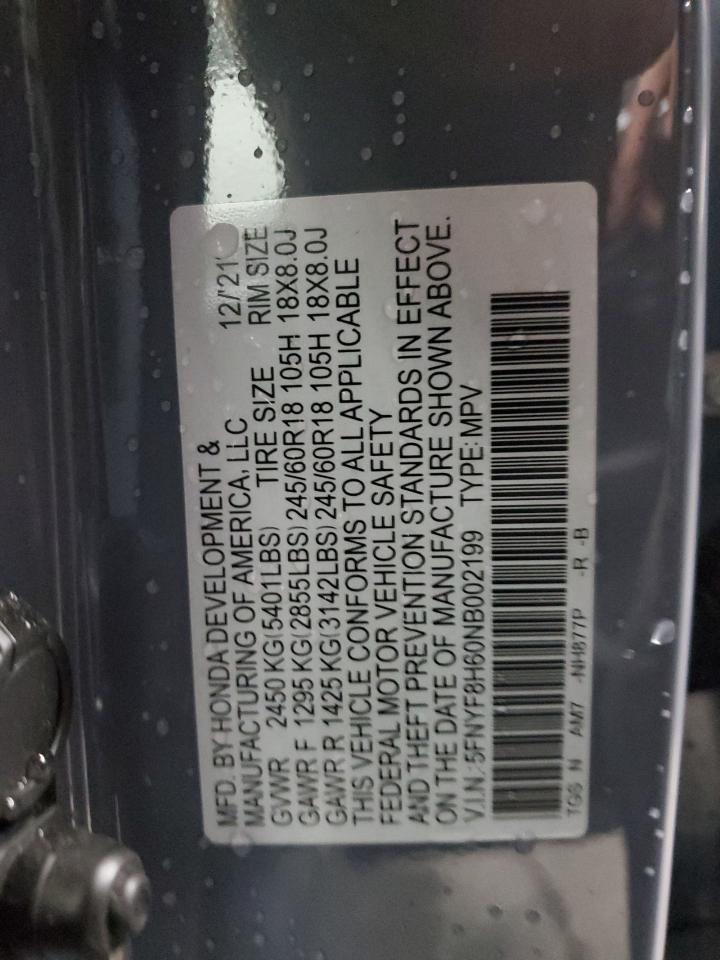 MFD. BY HONDA DEVELOPMENT &
MANUFACTURING OF AMERICA, LLC 12/21
GVWR 2450 KG(5401LBS) TIRE SIZE RIM SIZE
GAWR F 1295 KG(2855LBS) 245/60R18 105H 18X8.0J
GAWR R 1425 KG(3142LBS) 245/60R18 105H 18X8.0J
THIS VEHICLE CONFORMS TO ALL APPLICABLE
FEDERAL MOTOR VEHICLE SAFETY
AND THEFT PREVENTION STANDARDS IN EFFECT
ON THE DATE OF MANUFACTURE SHOWN ABOVE.
V.I.N.: 5FNYF8H60NB002199 TYPE: MPV
TGS N AM7 -NH877P -R -B